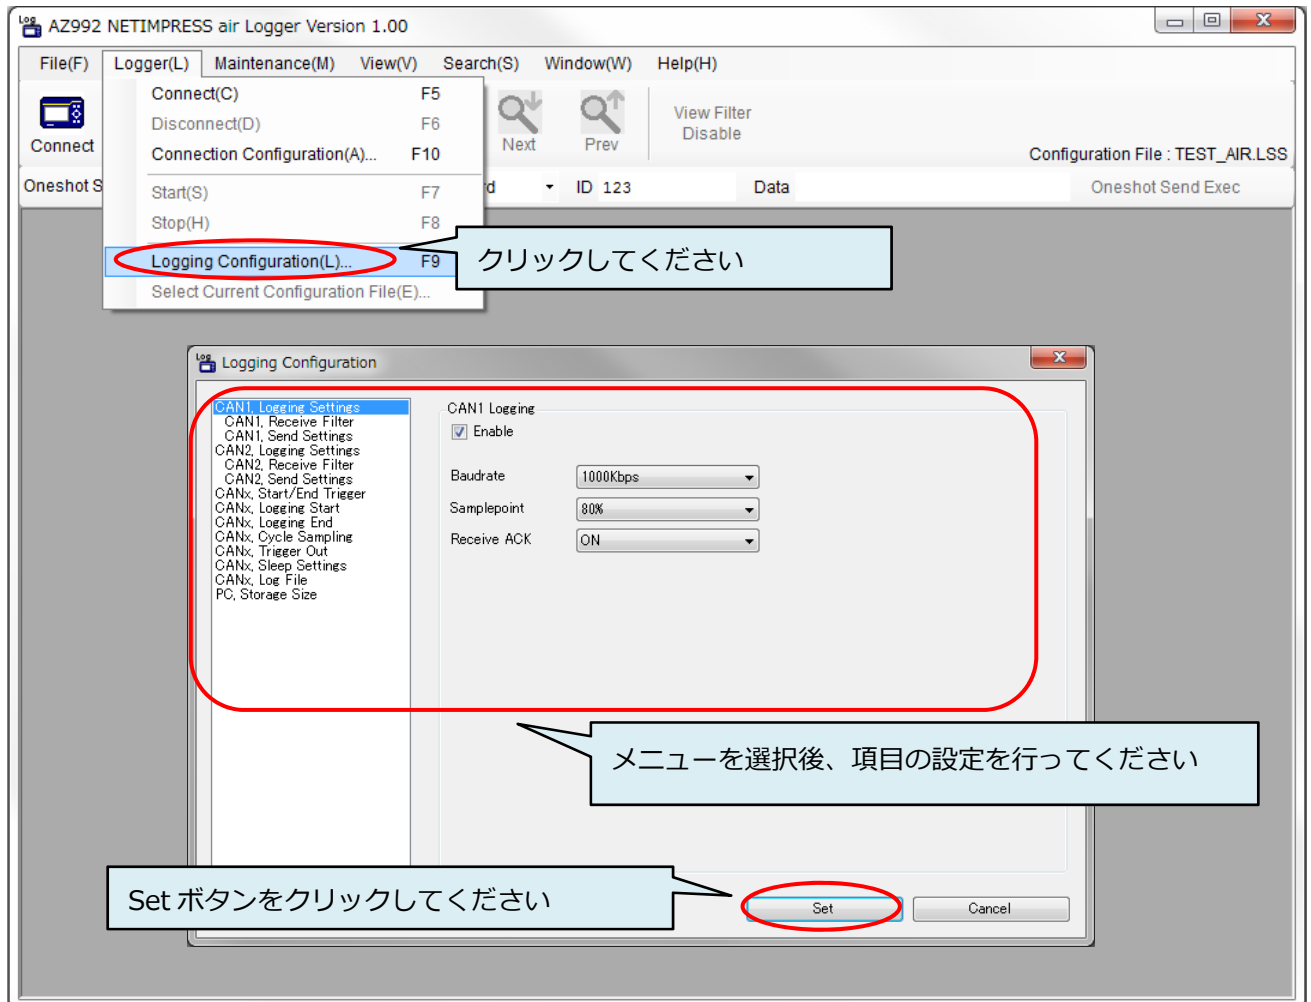 Log
AZ992 NETIMPRESS air Logger Version 1.00
File(F) Logger(L) Maintenance(M) View(V) Search(S) Window(W) Help(H)
Connect(C) F5
Disconnect(D) F6
Connection Configuration(A)... F10
Start(S) F7
Stop(H) F8
Logging Configuration(L)... F9
Select Current Configuration File(E)...
Connect
Next
Prev
View Filter
Disable
Configuration File : TEST_AIR.LSS
Oneshot S
rd
ID 123
Data
Oneshot Send Exec
クリックしてください
Log
Logging Configuration
CAN1, Logging Settings
CAN1, Receive Filter
CAN1, Send Settings
CAN2, Logging Settings
CAN2, Receive Filter
CAN2, Send Settings
CANx, Start/End Trigger
CANx, Logging Start
CANx, Logging End
CANx, Cycle Sampling
CANx, Trigger Out
CANx, Sleep Settings
CANx, Log File
PC, Storage Size
CAN1 Logging
Enable
Baudrate 1000Kbps
Samplepoint 80%
Receive ACK ON
メニューを選択後、項目の設定を行ってください
Set ボタンをクリックしてください
Set
Cancel